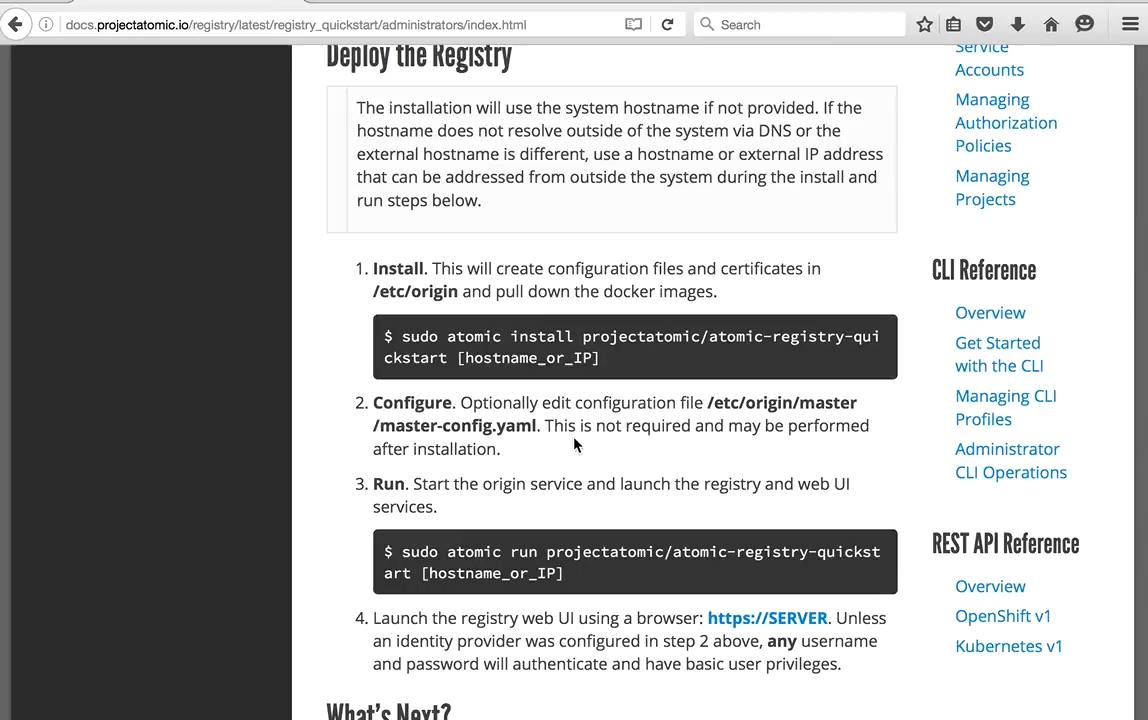 docs.projectatomic.io/registry/latest/registry_quickstart/administrators/index.html
Search
Deploy the Registry
The installation will use the system hostname if not provided. If the
hostname does not resolve outside of the system via DNS or the
external hostname is different, use a hostname or external IP address
that can be addressed from outside the system during the install and
run steps below.
1. Install. This will create configuration files and certificates in
/etc/origin and pull down the docker images.
$ sudo atomic install projectatomic/atomic-registry-qui
ckstart [hostname_or_IP]
2. Configure. Optionally edit configuration file /etc/origin/master
/master-config.yaml. This is not required and may be performed
after installation.
3. Run. Start the origin service and launch the registry and web UI
services.
$ sudo atomic run projectatomic/atomic-registry-quickst
art [hostname_or_IP]
4. Launch the registry web UI using a browser: https://SERVER. Unless
an identity provider was configured in step 2 above, any username
and password will authenticate and have basic user privileges.
What's Next?
Service
Accounts
Managing
Authorization
Policies
Managing
Projects
CLI Reference
Overview
Get Started
with the CLI
Managing CLI
Profiles
Administrator
CLI Operations
REST API Reference
Overview
OpenShift v1
Kubernetes v1